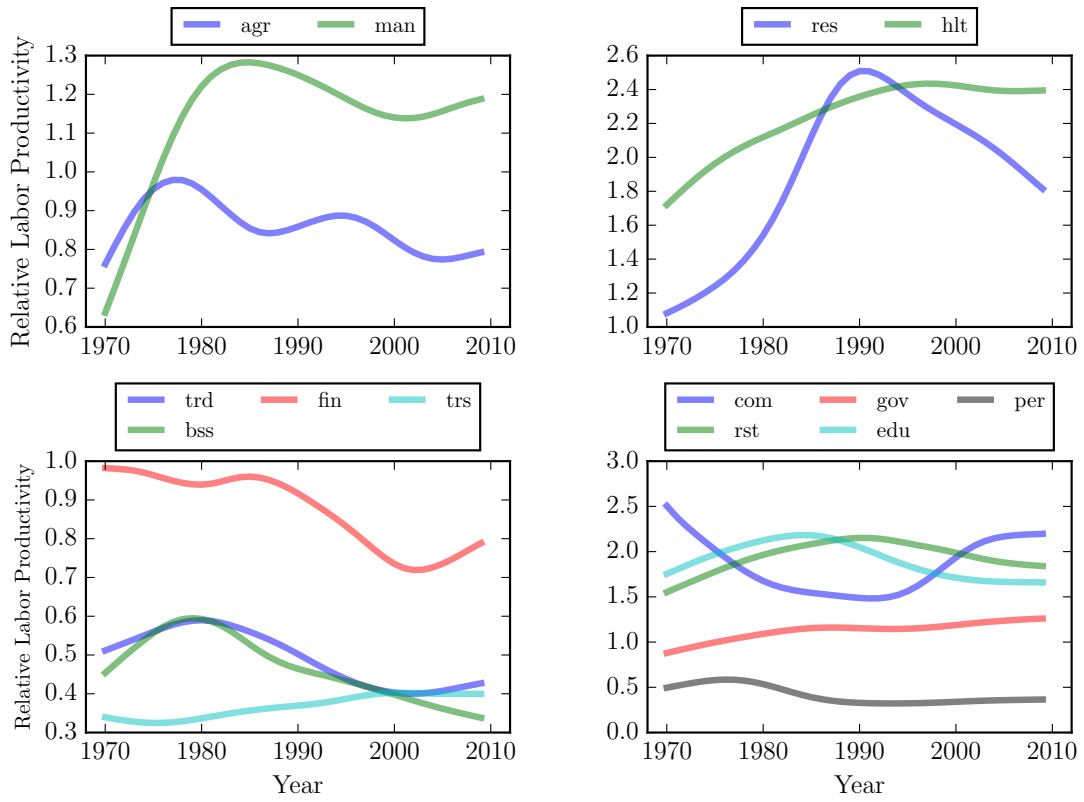 agr man
1.3
1.2
1.1
1.0
0.9
0.8
0.7
0.6
1970 1980 1990 2000 2010
Relative Labor Productivity
res hlt
2.6
2.4
2.2
2.0
1.8
1.6
1.4
1.2
1.0
1970 1980 1990 2000 2010
trd fin trs
bss
1.0
0.9
0.8
0.7
0.6
0.5
0.4
0.3
1970 1980 1990 2000 2010
Relative Labor Productivity
Year
com gov per
rst edu
3.0
2.5
2.0
1.5
1.0
0.5
0.0
1970 1980 1990 2000 2010
Year